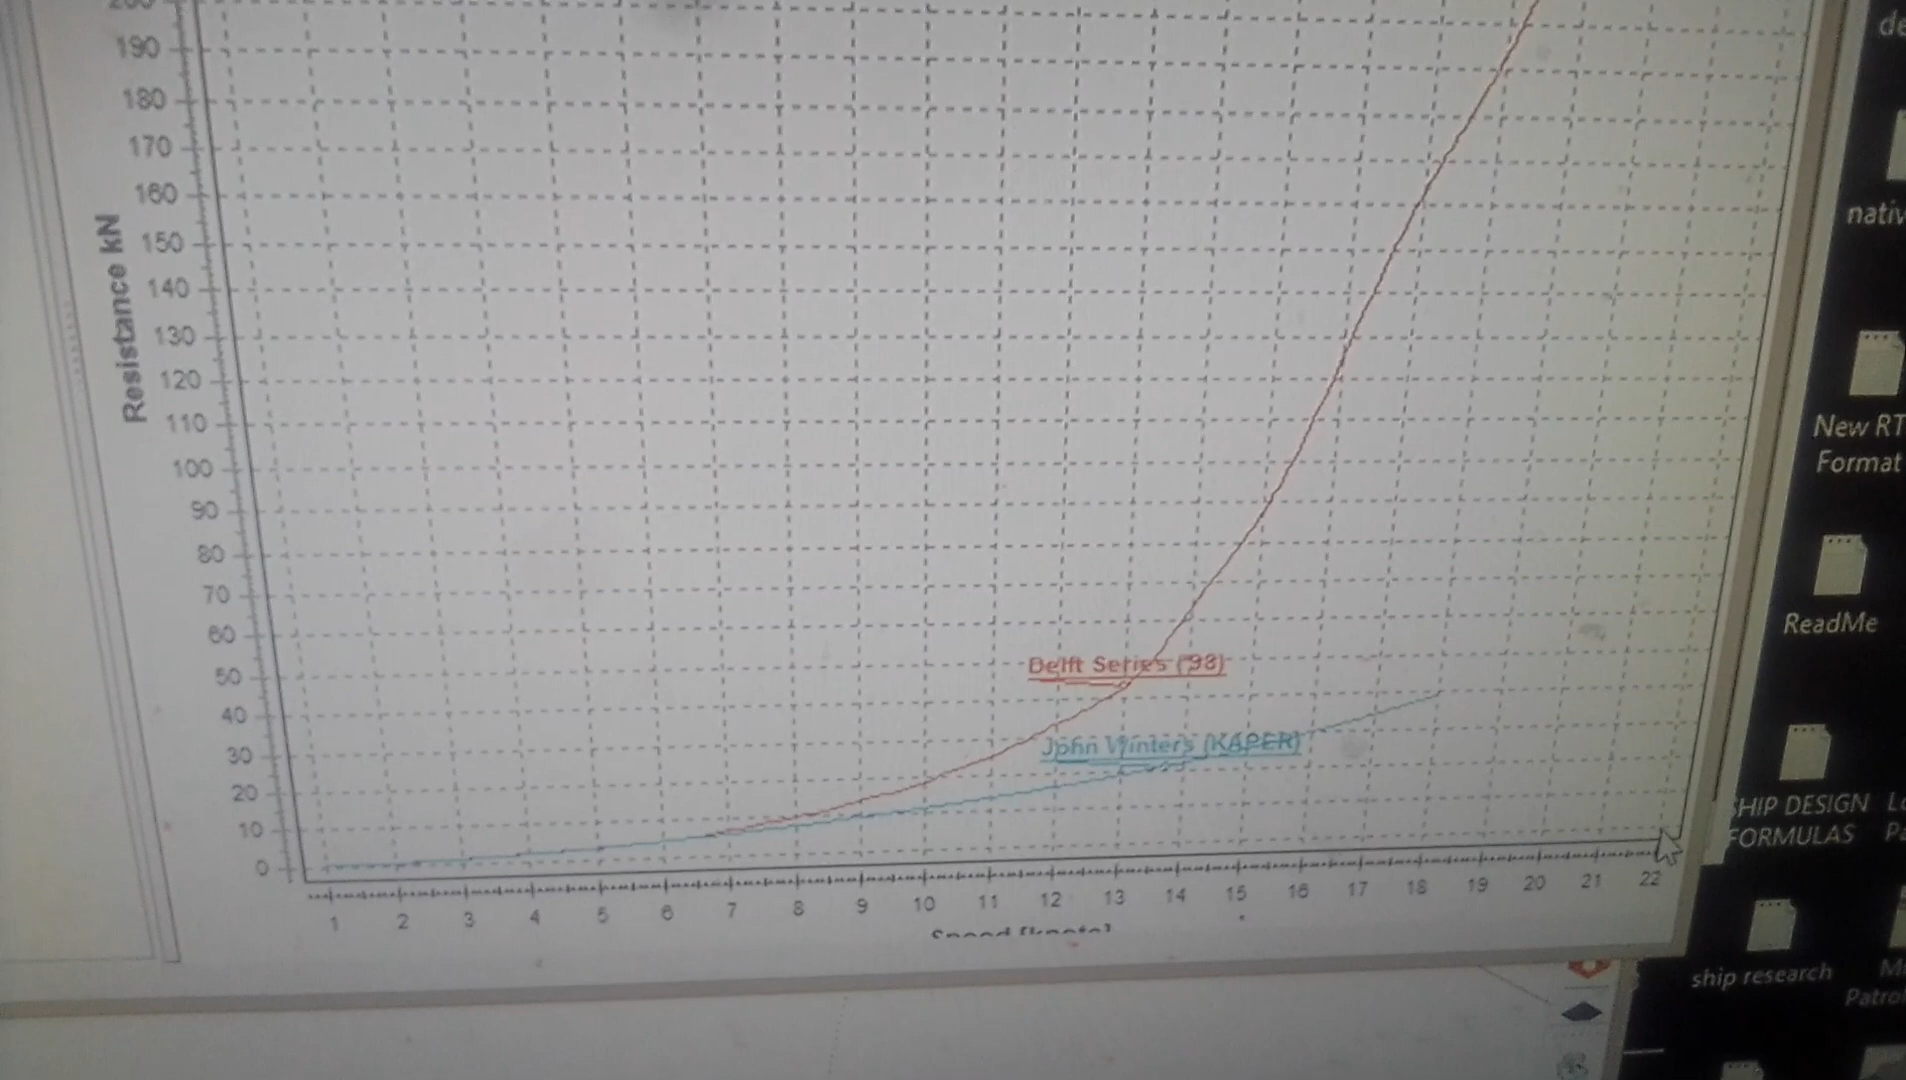 190
180
170
160
150
140
130
120
110
100
90
80
70
60
50
40
30
20
10
0
Resistance kN
Delft Series ('98)
John Winters (KAPER)
1 2 3 4 5 6 7 8 9 10 11 12 13 14 15 16 17 18 19 20 21 22
de
nativ
New RT
Format
ReadMe
SHIP DESIGN
FORMULAS
ship research
Patrol